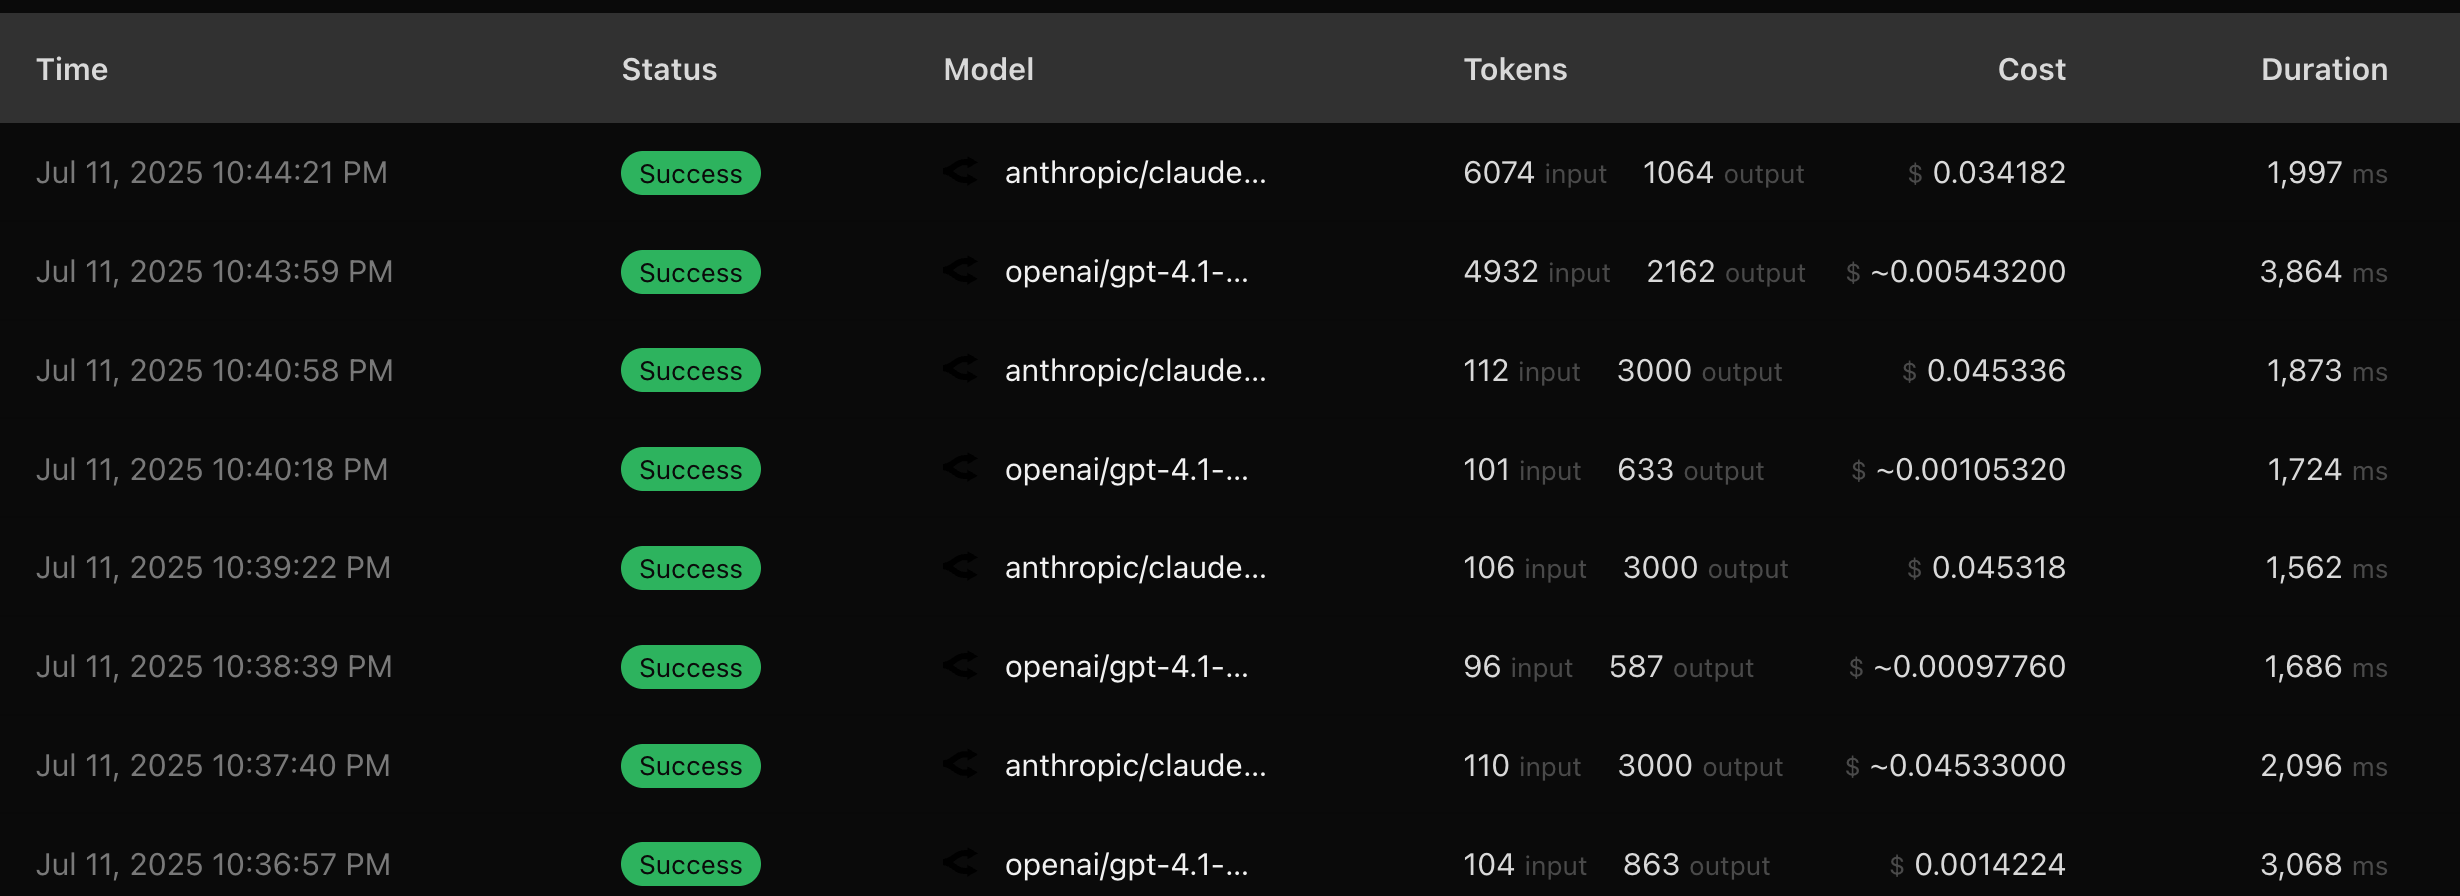 Time Status Model Tokens Cost Duration
Jul 11, 2025 10:44:21 PM Success anthropic/claude... 6074 input 1064 output $ 0.034182 1,997 ms
Jul 11, 2025 10:43:59 PM Success openai/gpt-4.1-... 4932 input 2162 output $ ~0.00543200 3,864 ms
Jul 11, 2025 10:40:58 PM Success anthropic/claude... 112 input 3000 output $ 0.045336 1,873 ms
Jul 11, 2025 10:40:18 PM Success openai/gpt-4.1-... 101 input 633 output $ ~0.00105320 1,724 ms
Jul 11, 2025 10:39:22 PM Success anthropic/claude... 106 input 3000 output $ 0.045318 1,562 ms
Jul 11, 2025 10:38:39 PM Success openai/gpt-4.1-... 96 input 587 output $ ~0.00097760 1,686 ms
Jul 11, 2025 10:37:40 PM Success anthropic/claude... 110 input 3000 output $ ~0.04533000 2,096 ms
Jul 11, 2025 10:36:57 PM Success openai/gpt-4.1-... 104 input 863 output $ 0.0014224 3,068 ms